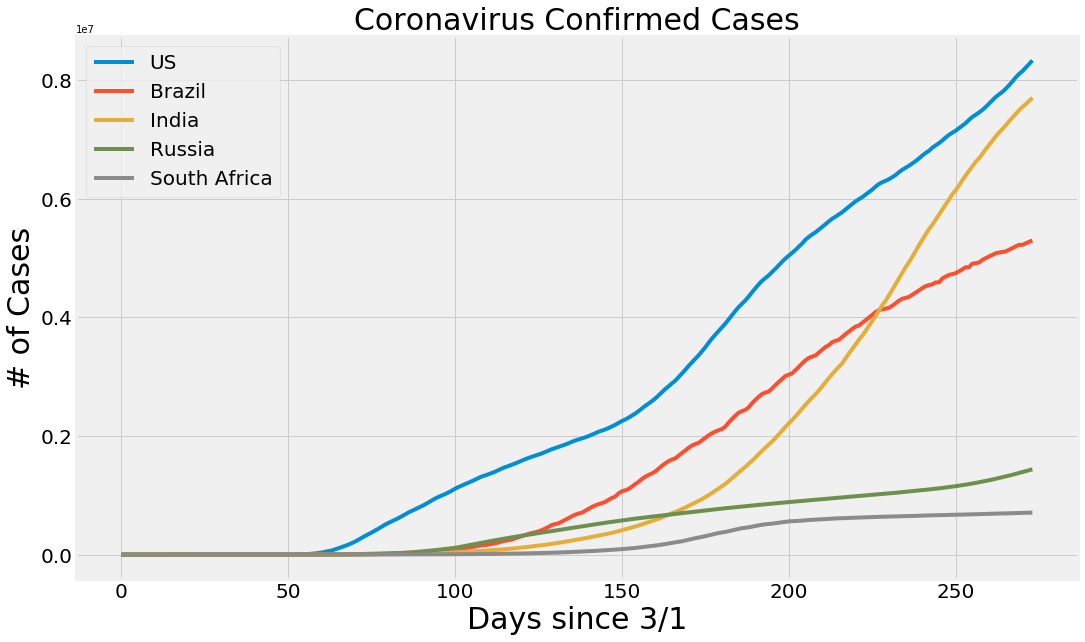 Coronavirus Confirmed Cases
1e7
US
Brazil
India
Russia
South Africa
0.8
0.6
0.4
0.2
0.0
# of Cases
0 50 100 150 200 250
Days since 3/1